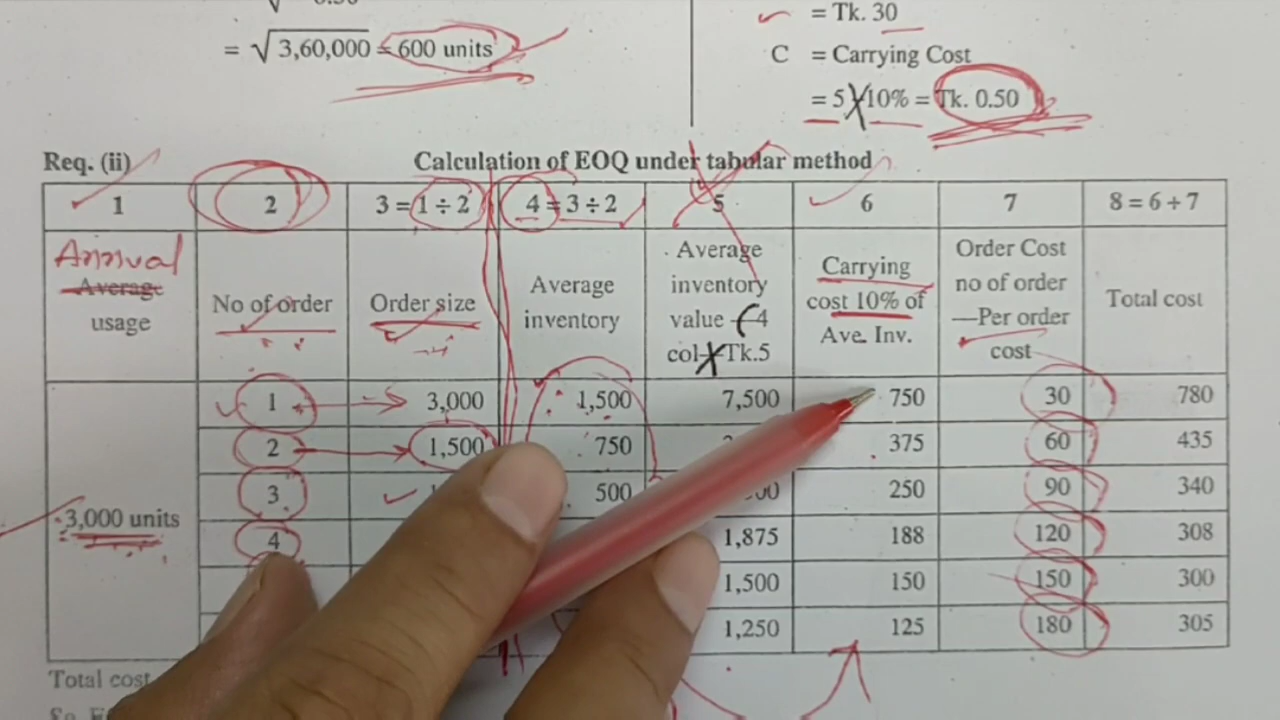 = √3,60,000 = 600 units
= Tk. 30
C = Carrying Cost
= 5 X 10% = Tk. 0.50
Req. (ii)
Calculation of EOQ under tabular method
1 2 3 = 1 ÷ 2 4 = 3 ÷ 2 5 6 7 8 = 6 + 7
Annual
Average
usage
No of order
Order size
Average
inventory
Average
inventory
value – (4
col X Tk.5
Carrying
cost 10% of
Ave. Inv.
Order Cost
no of order
—Per order
cost
Total cost
3,000 units
1 3,000 1,500 7,500 750 30 780
2 1,500 750 375 60 435
3 500 250 90 340
4 1,875 188 120 308
1,500 150 150 300
1,250 125 180 305
Total cost